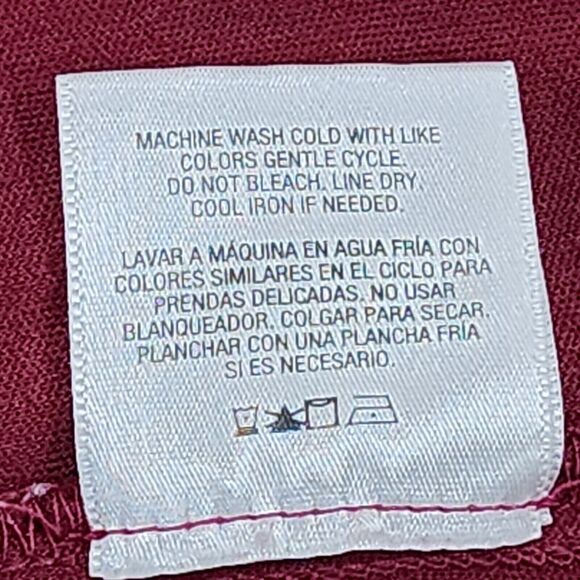 MACHINE WASH COLD WITH LIKE
COLORS GENTLE CYCLE.
DO NOT BLEACH. LINE DRY.
COOL IRON IF NEEDED.
LAVAR A MÁQUINA EN AGUA FRÍA CON
COLORES SIMILARES EN EL CICLO PARA
PRENDAS DELICADAS. NO USAR
BLANQUEADOR. COLGAR PARA SECAR.
PLANCHAR CON UNA PLANCHA FRÍA
SI ES NECESARIO.